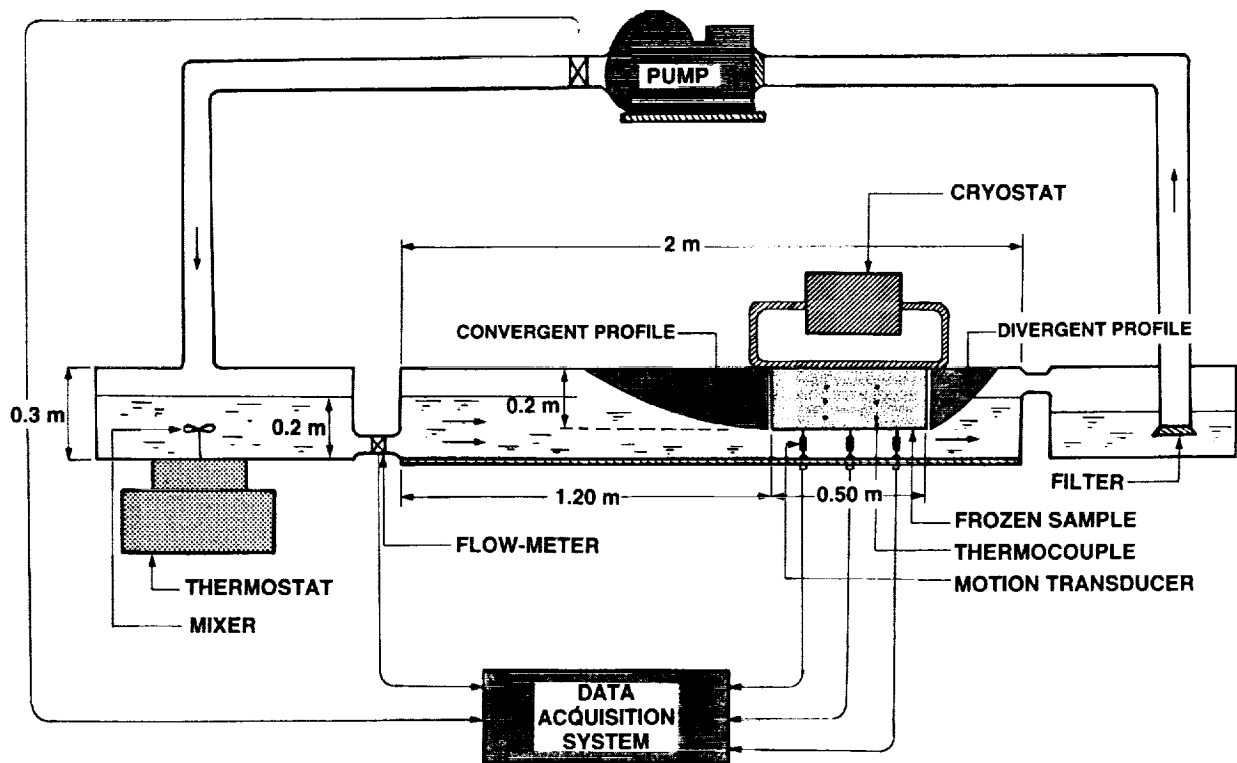 PUMP
CRYOSTAT
2 m
CONVERGENT PROFILE
DIVERGENT PROFILE
0.3 m
0.2 m
0.2 m
1.20 m
0.50 m
FILTER
FLOW-METER
FROZEN SAMPLE
THERMOCOUPLE
MOTION TRANSDUCER
THERMOSTAT
MIXER
DATA
ACQUISITION
SYSTEM